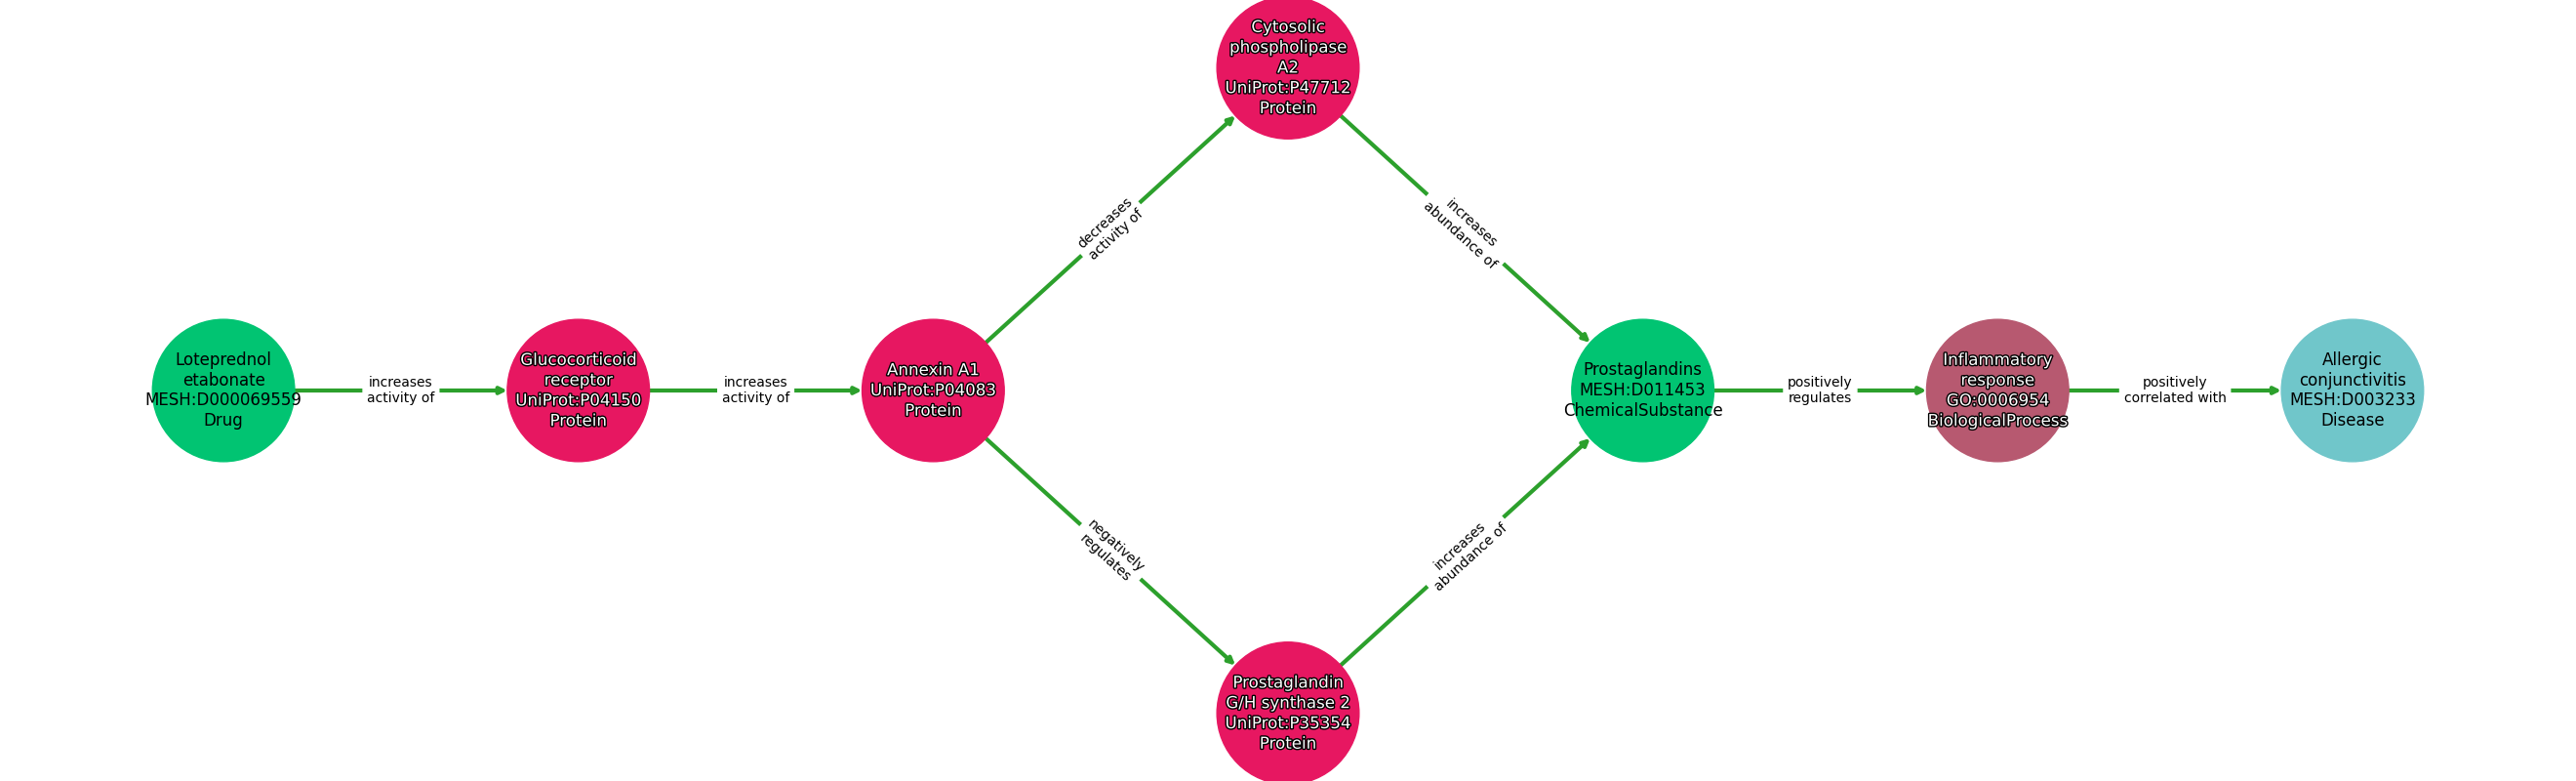 Loteprednol
etabonate
MESH:D000069559
Drug
increases
activity of
Glucocorticoid
receptor
UniProt:P04150
Protein
increases
activity of
Annexin A1
UniProt:P04083
Protein
decreases
activity of
negatively
regulates
Cytosolic
phospholipase
A2
UniProt:P47712
Protein
Prostaglandin
G/H synthase 2
UniProt:P35354
Protein
increases
abundance of
increases
abundance of
Prostaglandins
MESH:D011453
ChemicalSubstance
positively
regulates
Inflammatory
response
GO:0006954
BiologicalProcess
positively
correlated with
Allergic
conjunctivitis
MESH:D003233
Disease